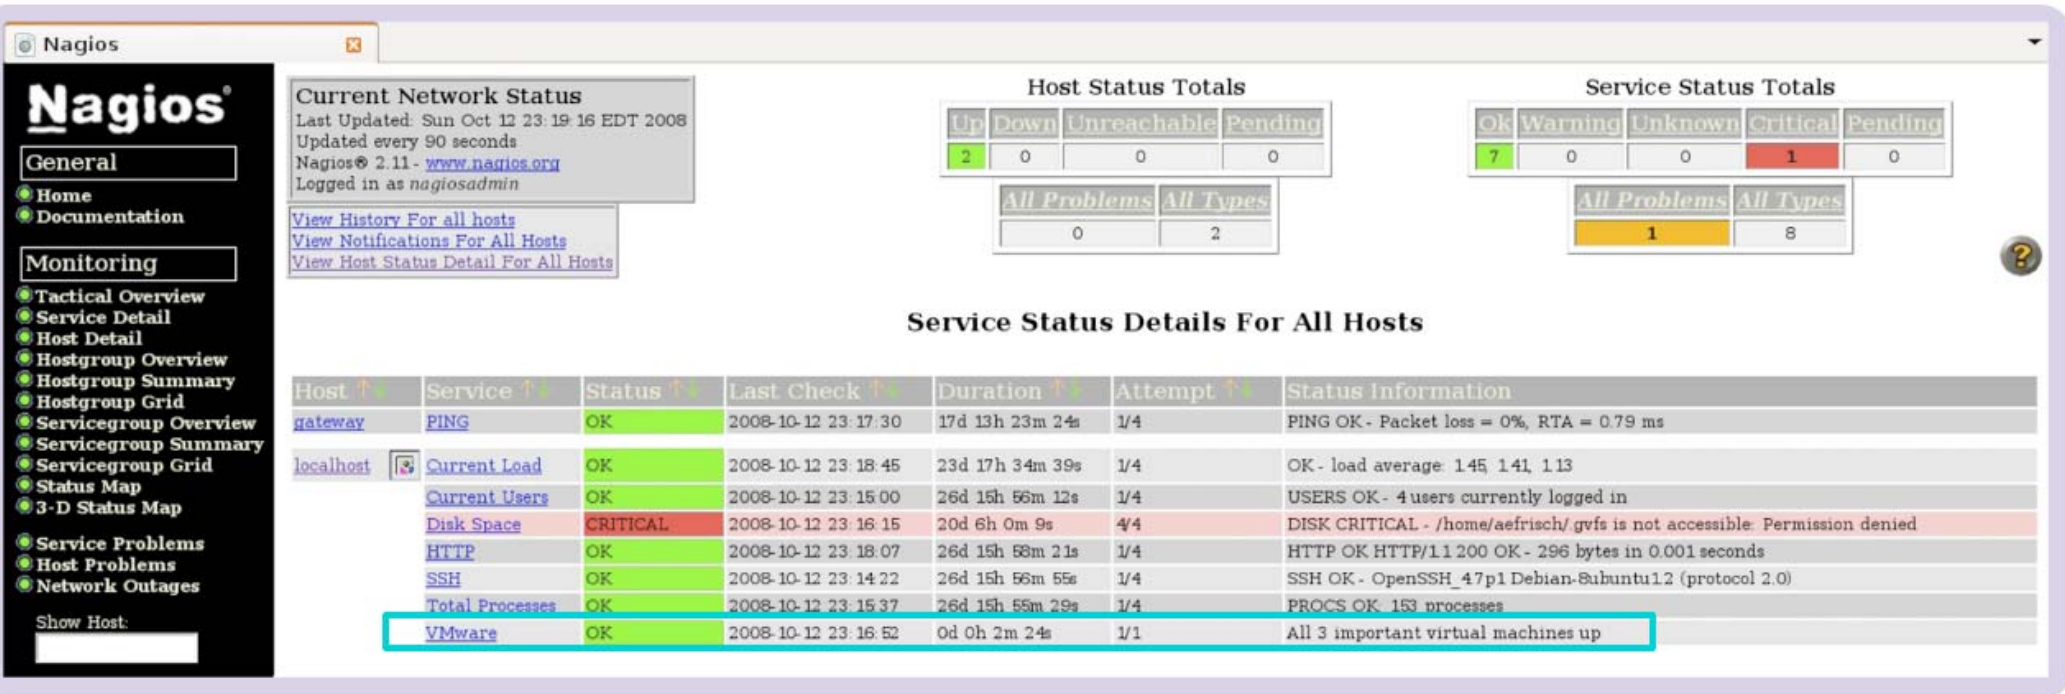 Nagios
Nagios®
General
Home
Documentation
Monitoring
Tactical Overview
Service Detail
Host Detail
Hostgroup Overview
Hostgroup Summary
Hostgroup Grid
Servicegroup Overview
Servicegroup Summary
Servicegroup Grid
Status Map
3-D Status Map
Service Problems
Host Problems
Network Outages
Show Host:
Current Network Status
Last Updated: Sun Oct 12 23:19:16 EDT 2008
Updated every 90 seconds
Nagios® 2.11 - www.nagios.org
Logged in as nagiosadmin
View History For all hosts
View Notifications For All Hosts
View Host Status Detail For All Hosts
Host Status Totals
Up Down Unreachable Pending
2 0 0 0
All Problems All Types
0 2
Service Status Totals
Ok Warning Unknown Critical Pending
7 0 0 1 0
All Problems All Types
1 8
?
Service Status Details For All Hosts
Host Service Status Last Check Duration Attempt Status Information
gateway PING OK 2008-10-12 23:17:30 17d 13h 23m 24s 1/4 PING OK - Packet loss = 0%, RTA = 0.79 ms
localhost Current Load OK 2008-10-12 23:18:45 23d 17h 34m 39s 1/4 OK - load average: 1.45, 1.41, 1.13
Current Users OK 2008-10-12 23:15:00 26d 15h 56m 12s 1/4 USERS OK - 4 users currently logged in
Disk Space CRITICAL 2008-10-12 23:16:15 20d 6h 0m 9s 4/4 DISK CRITICAL - /home/aefrisch/.gvfs is not accessible: Permission denied
HTTP OK 2008-10-12 23:18:07 26d 15h 58m 21s 1/4 HTTP OK HTTP/1.1 200 OK - 296 bytes in 0.001 seconds
SSH OK 2008-10-12 23:14:22 26d 15h 56m 55s 1/4 SSH OK - OpenSSH_4.7p1 Debian-8ubuntu1.2 (protocol 2.0)
Total Processes OK 2008-10-12 23:15:37 26d 15h 55m 29s 1/4 PROCS OK: 153 processes
VMware OK 2008-10-12 23:16:52 0d 0h 2m 24s 1/1 All 3 important virtual machines up